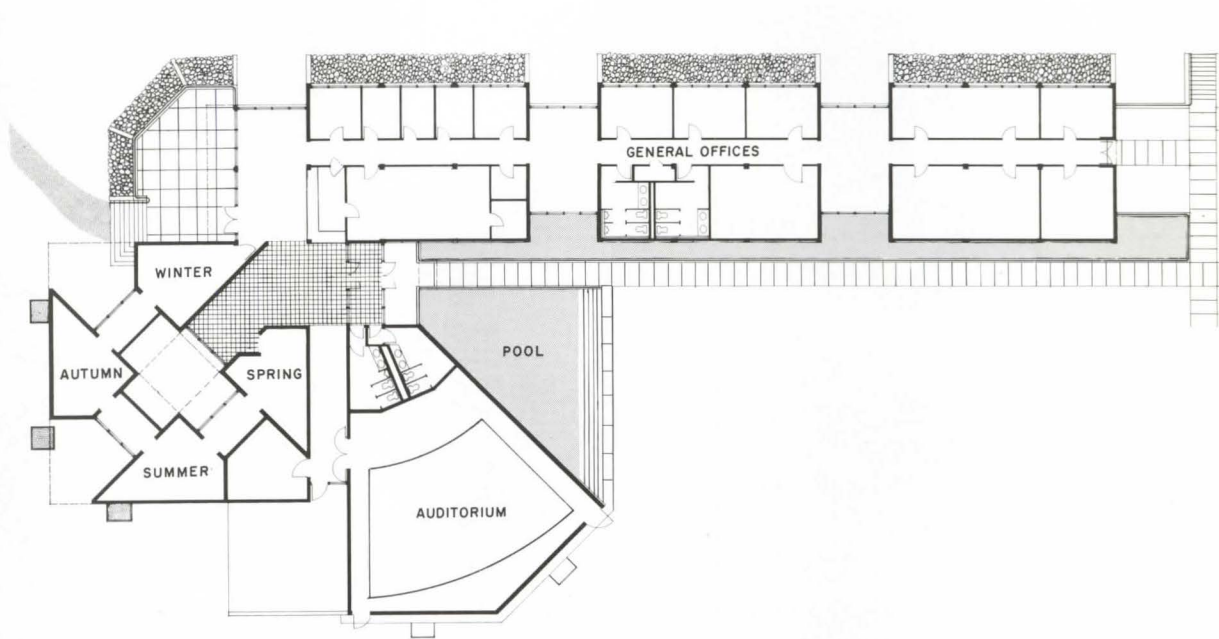 GENERAL OFFICES
WINTER
POOL
AUTUMN
SPRING
SUMMER
AUDITORIUM